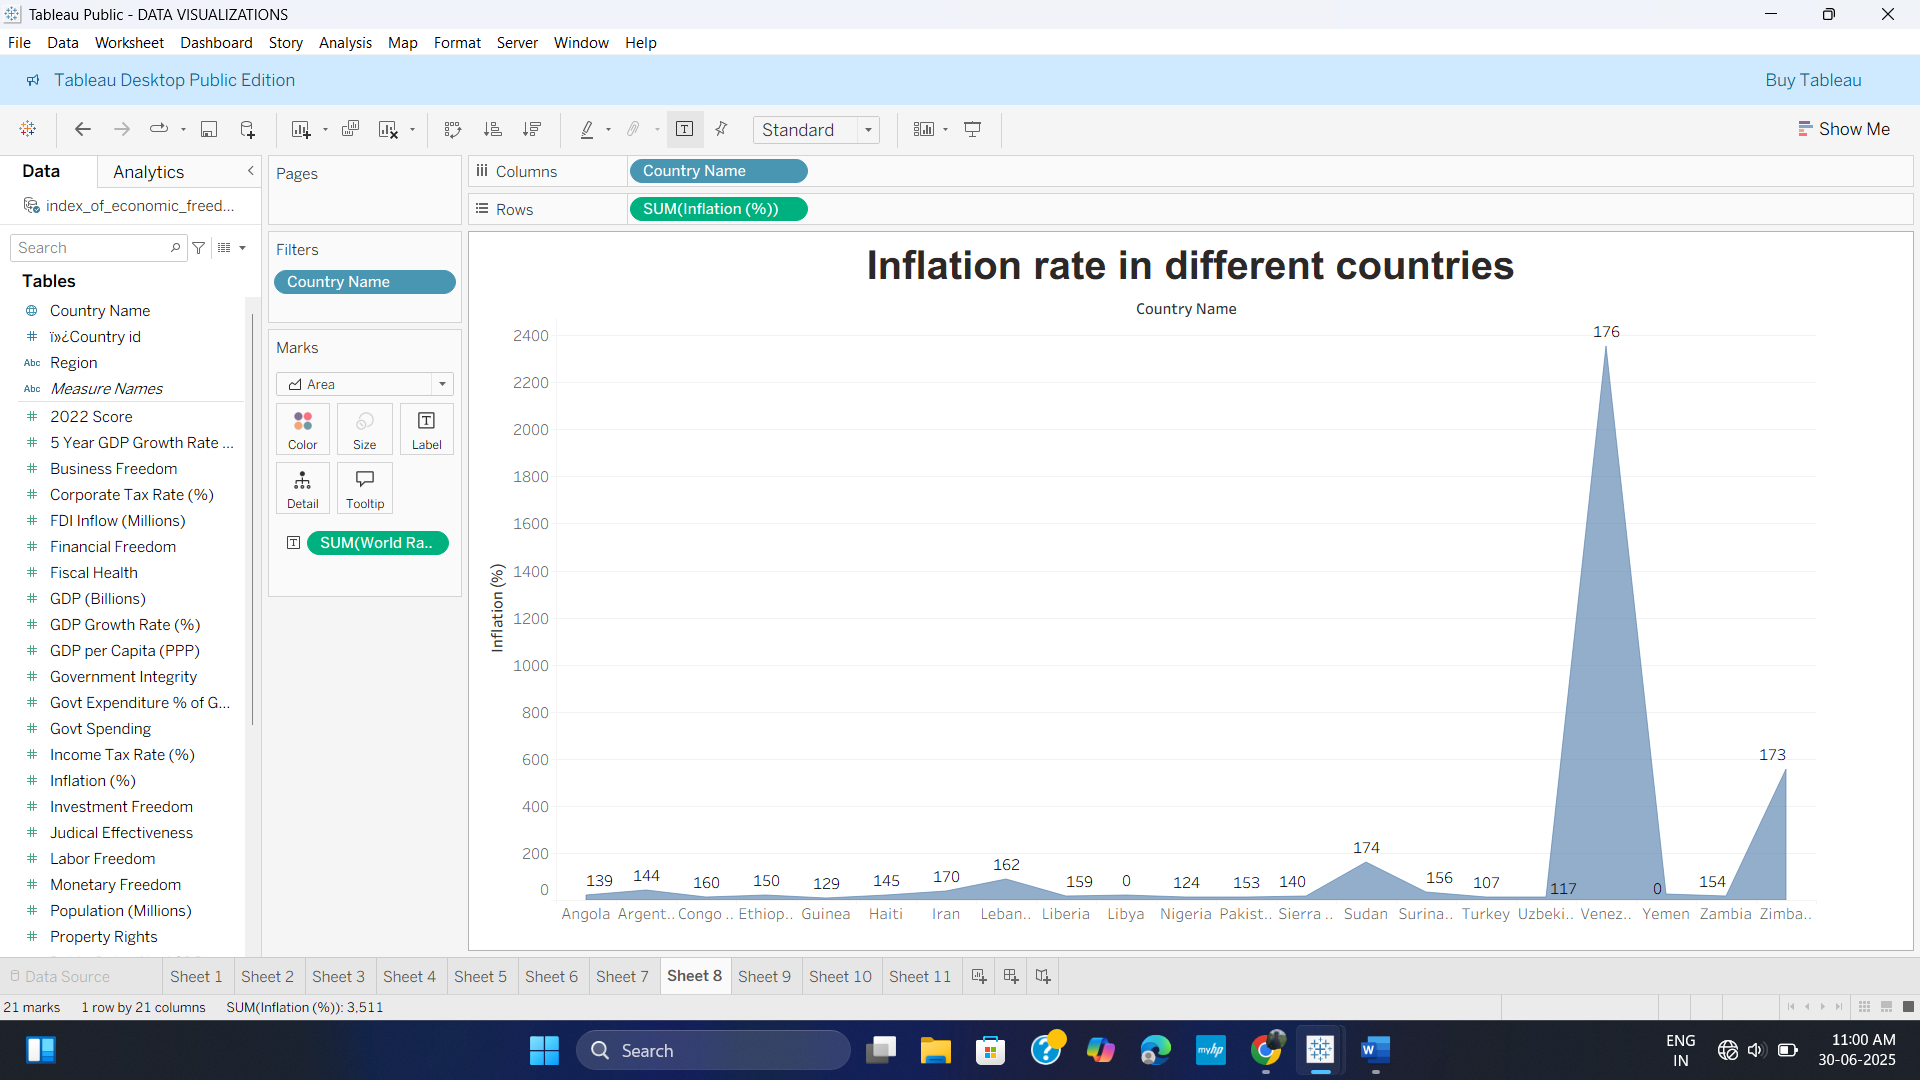 Tableau Public - DATA VISUALIZATIONS
File Data Worksheet Dashboard Story Analysis Map Format Server Window Help
Tableau Desktop Public Edition
Buy Tableau
Standard
Show Me
Data
Analytics
index_of_economic_freed...
Search
Tables
Country Name
ï»¿Country id
Abc Region
Abc Measure Names
2022 Score
5 Year GDP Growth Rate ...
Business Freedom
Corporate Tax Rate (%)
FDI Inflow (Millions)
Financial Freedom
Fiscal Health
GDP (Billions)
GDP Growth Rate (%)
GDP per Capita (PPP)
Government Integrity
Govt Expenditure % of G...
Govt Spending
Income Tax Rate (%)
Inflation (%)
Investment Freedom
Judical Effectiveness
Labor Freedom
Monetary Freedom
Population (Millions)
Property Rights
Pages
Filters
Country Name
Marks
Area
Color Size Label
Detail Tooltip
SUM(World Ra..
Columns Country Name
Rows SUM(Inflation (%))
Inflation rate in different countries
Country Name
Inflation (%)
2400
2200
2000
1800
1600
1400
1200
1000
800
600
400
200
0
139 144 160 150 129 145 170 162 159 0 124 153 140 174 156 107 117 176 0 154 173
Angola Argent.. Congo .. Ethiop.. Guinea Haiti Iran Leban.. Liberia Libya Nigeria Pakist.. Sierra .. Sudan Surina.. Turkey Uzbeki.. Venez.. Yemen Zambia Zimba..
Data Source Sheet 1 Sheet 2 Sheet 3 Sheet 4 Sheet 5 Sheet 6 Sheet 7 Sheet 8 Sheet 9 Sheet 10 Sheet 11
21 marks 1 row by 21 columns SUM(Inflation (%)): 3,511
Search
myhp
W
ENG
IN
11:00 AM
30-06-2025